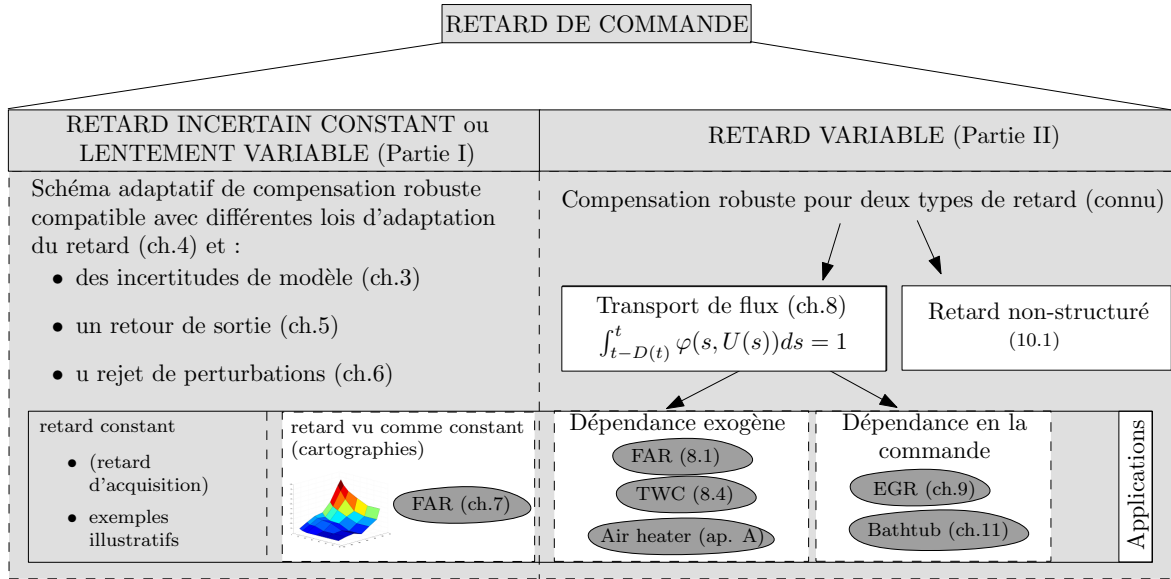 RETARD DE COMMANDE
RETARD INCERTAIN CONSTANT ou
LENTEMENT VARIABLE (Partie I)
RETARD VARIABLE (Partie II)
Schéma adaptatif de compensation robuste
compatible avec différentes lois d'adaptation
du retard (ch.4) et :
• des incertitudes de modèle (ch.3)
• un retour de sortie (ch.5)
• u rejet de perturbations (ch.6)
Compensation robuste pour deux types de retard (connu)
Transport de flux (ch.8)
∫_{t−D(t)}^{t} φ(s, U(s))ds = 1
Retard non-structuré
(10.1)
retard constant
• (retard
d'acquisition)
• exemples
illustratifs
retard vu comme constant
(cartographies)
FAR (ch.7)
Dépendance exogène
FAR (8.1)
TWC (8.4)
Air heater (ap. A)
Dépendance en la
commande
EGR (ch.9)
Bathtub (ch.11)
Applications